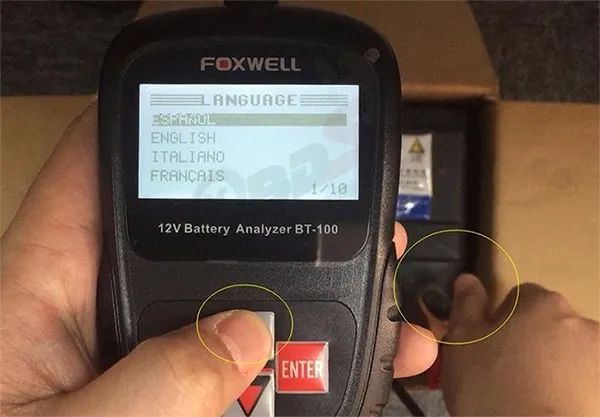 FOXWELL
LANGUAGE
ESPAÑOL
ENGLISH
ITALIANO
FRANÇAIS
1/10
12V Battery Analyzer BT-100
ENTER